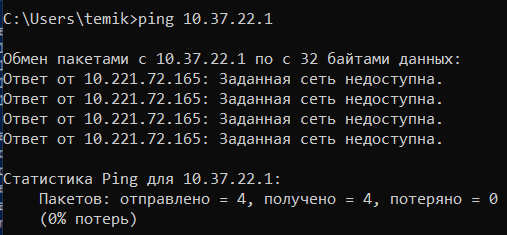 C:\Users\temik>ping 10.37.22.1
Обмен пакетами с 10.37.22.1 по с 32 байтами данных:
Ответ от 10.221.72.165: Заданная сеть недоступна.
Ответ от 10.221.72.165: Заданная сеть недоступна.
Ответ от 10.221.72.165: Заданная сеть недоступна.
Ответ от 10.221.72.165: Заданная сеть недоступна.
Статистика Ping для 10.37.22.1:
Пакетов: отправлено = 4, получено = 4, потеряно = 0
(0% потерь)